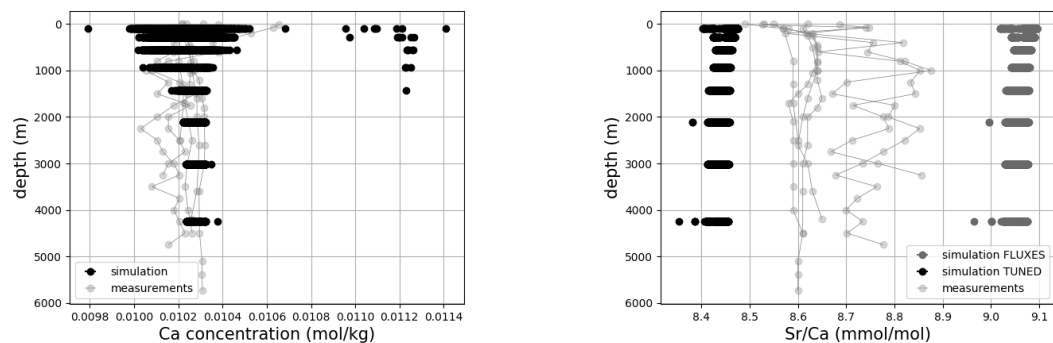 0
1000
2000
3000
4000
5000
6000
depth (m)
0.0098 0.0100 0.0102 0.0104 0.0106 0.0108 0.0110 0.0112 0.0114
Ca concentration (mol/kg)
simulation
measurements
0
1000
2000
3000
4000
5000
6000
depth (m)
8.4 8.5 8.6 8.7 8.8 8.9 9.0 9.1
Sr/Ca (mmol/mol)
simulation FLUXES
simulation TUNED
measurements